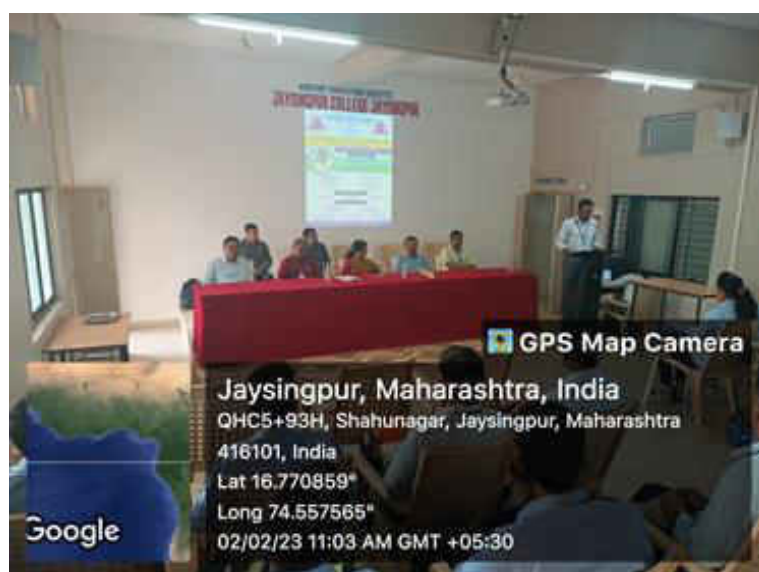 JAYSINGPUR COLLEGE JAYSINGPUR
GPS Map Camera
Jaysingpur, Maharashtra, India
QHC5+93H, Shahunagar, Jaysingpur, Maharashtra
416101, India
Lat 16.770859°
Long 74.557565°
02/02/23 11:03 AM GMT +05:30
Google